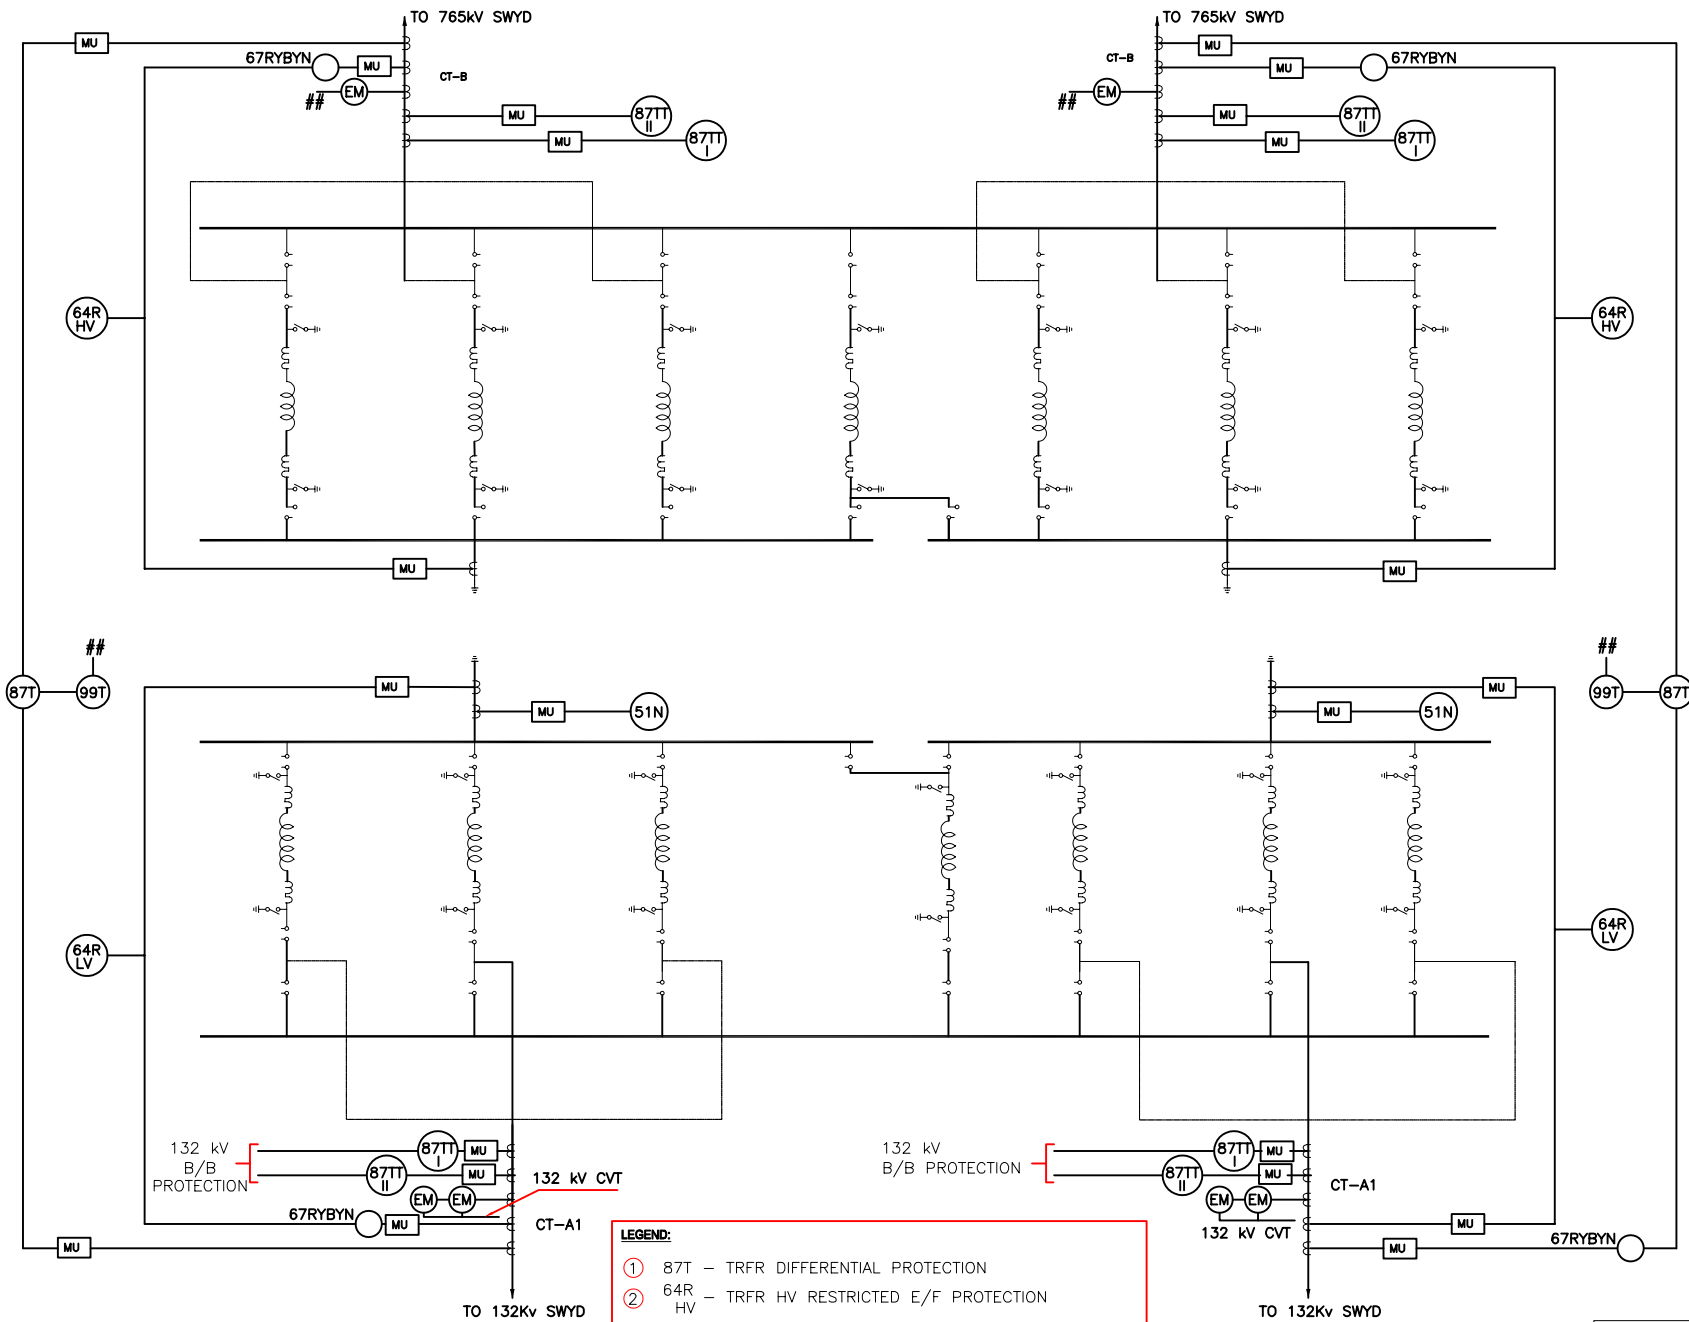 TO 765kV SWYD
TO 765kV SWYD
MU
MU
67RYBYN
MU
CT-B
CT-B
MU
67RYBYN
##
EM
##
EM
MU
87TT
II
MU
87TT
II
MU
87TT
I
MU
87TT
I
64R
HV
64R
HV
MU
MU
##
##
87T
99T
MU
MU
99T
87T
MU
51N
MU
51N
64R
LV
64R
LV
132 kV
B/B
PROTECTION
87TT
I
MU
132 kV
B/B PROTECTION
87TT
I
MU
87TT
II
MU
132 kV CVT
87TT
II
MU
CT-A1
EM
EM
EM
EM
67RYBYN
MU
CT-A1
132 kV CVT
MU
MU
MU
67RYBYN
LEGEND:
1 87T - TRFR DIFFERENTIAL PROTECTION
2 64R HV - TRFR HV RESTRICTED E/F PROTECTION
TO 132Kv SWYD
TO 132Kv SWYD